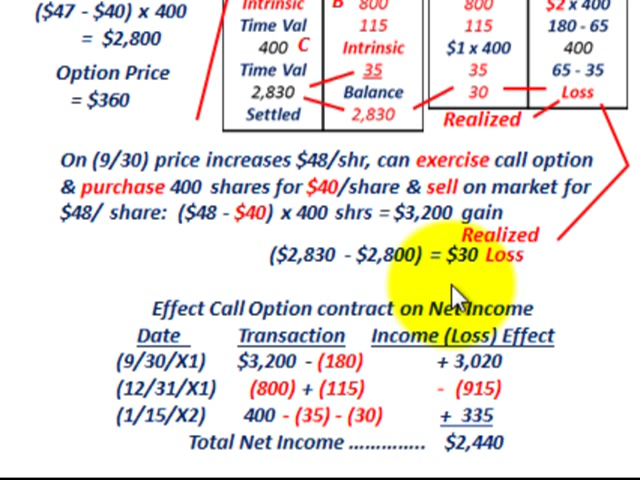 ($47 - $40) x 400
= $2,800
Option Price
= $360
Intrinsic B 800 800 $2 x 400
Time Val 115 115 180 - 65
400 C Intrinsic $1 x 400 400
Time Val 35 35 65 - 35
2,830 Balance 30 Loss
Settled 2,830 Realized
On (9/30) price increases $48/shr, can exercise call option
& purchase 400 shares for $40/share & sell on market for
$48/ share: ($48 - $40) x 400 shrs = $3,200 gain
Realized
($2,830 - $2,800) = $30 Loss
Effect Call Option contract on Net Income
Date Transaction Income (Loss) Effect
(9/30/X1) $3,200 - (180) + 3,020
(12/31/X1) (800) + (115) - (915)
(1/15/X2) 400 - (35) - (30) + 335
Total Net Income .............. $2,440